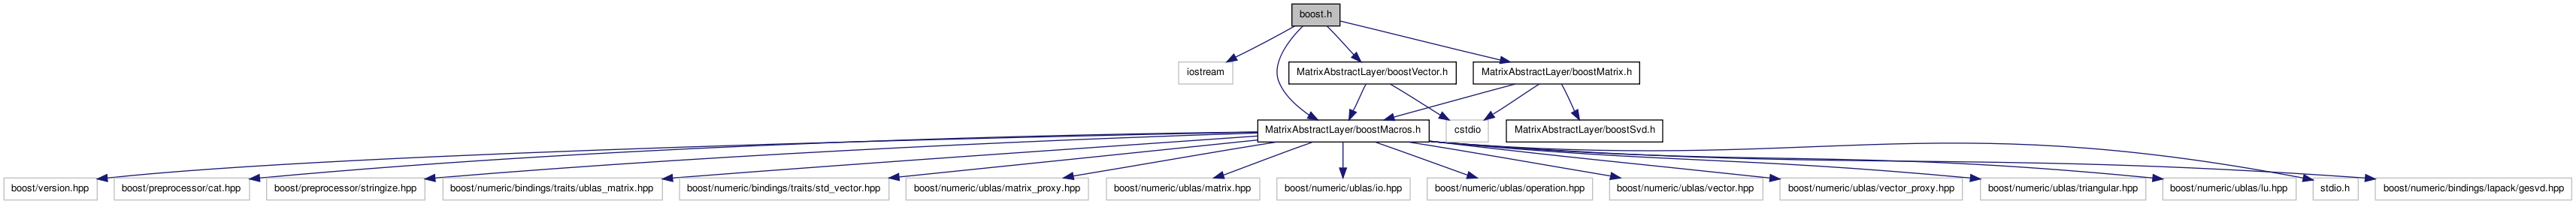 boost.h
iostream
MatrixAbstractLayer/boostVector.h
MatrixAbstractLayer/boostMatrix.h
MatrixAbstractLayer/boostMacros.h
cstdio
MatrixAbstractLayer/boostSvd.h
boost/version.hpp
boost/preprocessor/cat.hpp
boost/preprocessor/stringize.hpp
boost/numeric/bindings/traits/ublas_matrix.hpp
boost/numeric/bindings/traits/std_vector.hpp
boost/numeric/ublas/matrix_proxy.hpp
boost/numeric/ublas/matrix.hpp
boost/numeric/ublas/io.hpp
boost/numeric/ublas/operation.hpp
boost/numeric/ublas/vector.hpp
boost/numeric/ublas/vector_proxy.hpp
boost/numeric/ublas/triangular.hpp
boost/numeric/ublas/lu.hpp
stdio.h
boost/numeric/bindings/lapack/gesvd.hpp